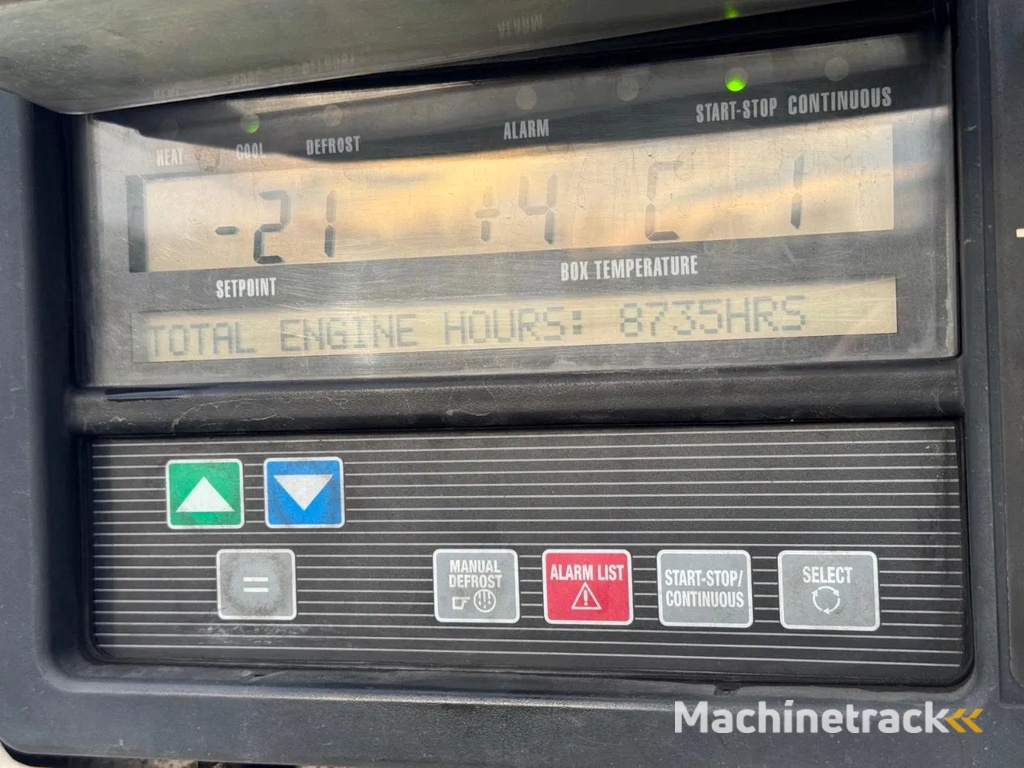 HEAT COOL DEFROST ALARM START-STOP CONTINUOUS
-21 +4 C 1
SETPOINT BOX TEMPERATURE
TOTAL ENGINE HOURS: 8735HRS
=
MANUAL DEFROST
ALARM LIST
START-STOP/
CONTINUOUS
SELECT
Machinetrack